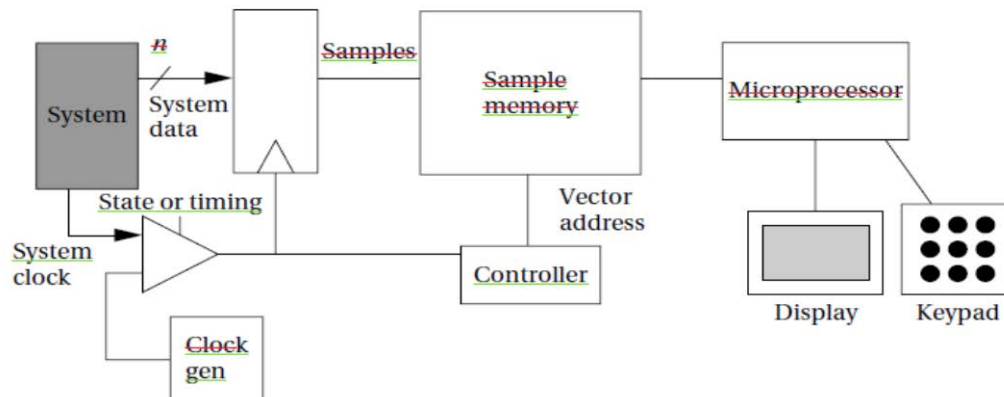 n
Samples
System
data
System
Sample
memory
Microprocessor
State or timing
Vector
address
System
clock
Controller
Display
Keypad
Clock
gen